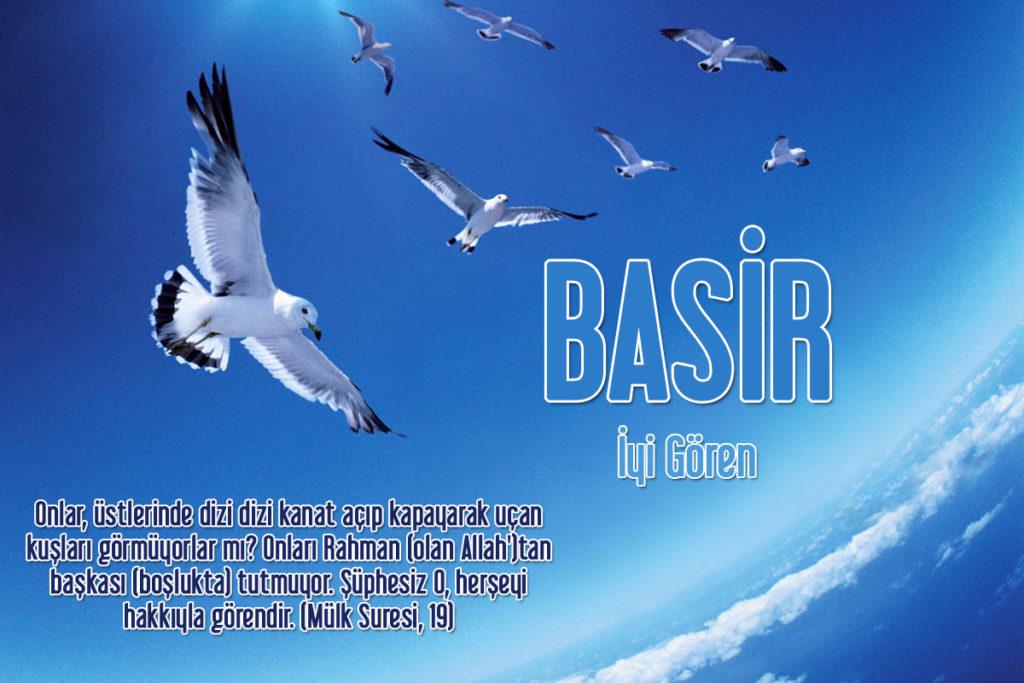 BASİR
İyi Gören
Onlar, üstlerinde dizi dizi kanat açıp kapayarak uçan
kuşları görmüyorlar mı? Onları Rahman (olan Allah')tan
başkası (boşlukta) tutmuyor. Şüphesiz O, herşeyi
hakkıyla görendir. (Mülk Suresi, 19)